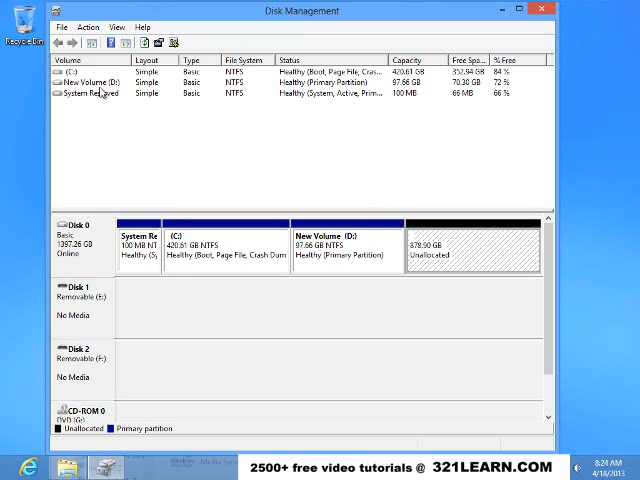 Disk Management
Recycle Bin
File Action View Help
Volume Layout Type File System Status Capacity Free Spa... % Free
(C:) Simple Basic NTFS Healthy (Boot, Page File, Cras... 420.61 GB 352.94 GB 84 %
New Volume (D:) Simple Basic NTFS Healthy (Primary Partition) 97.66 GB 70.30 GB 72 %
System Reserved Simple Basic NTFS Healthy (System, Active, Prim... 100 MB 66 MB 66 %
Disk 0
Basic
1397.26 GB
Online
System Re
100 MB NT
Healthy (Sy
(C:)
420.61 GB NTFS
Healthy (Boot, Page File, Crash Dum
New Volume (D:)
97.66 GB NTFS
Healthy (Primary Partition)
878.90 GB
Unallocated
Disk 1
Removable (E:)
No Media
Disk 2
Removable (F:)
No Media
CD-ROM 0
DVD (G:)
Unallocated Primary partition
2500+ free video tutorials @ 321LEARN.COM
8:24 AM
4/18/2013